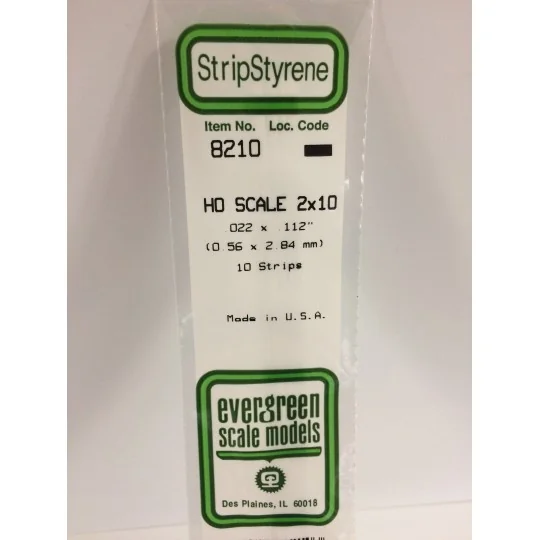 StripStyrene
Item No. Loc. Code
8210
HO SCALE 2x10
.022 x .112"
(0.56 x 2.84 mm)
10 Strips
Made in U.S.A.
evergreen
scale models
Des Plaines, IL 60018